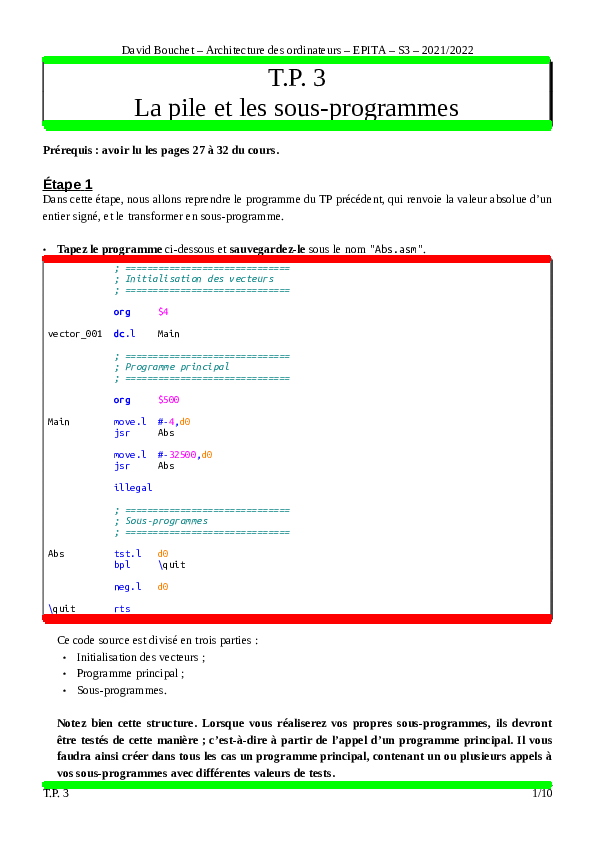 David Bouchet – Architecture des ordinateurs – EPITA – S3 – 2021/2022
T.P. 3
La pile et les sous-programmes
Prérequis : avoir lu les pages 27 à 32 du cours.
Étape 1
Dans cette étape, nous allons reprendre le programme du TP précédent, qui renvoie la valeur absolue d’un
entier signé, et le transformer en sous-programme.
• Tapez le programme ci-dessous et sauvegardez-le sous le nom "Abs.asm".
; ==============================
; Initialisation des vecteurs
; ==============================
org $4
vector_001 dc.l Main
; ==============================
; Programme principal
; ==============================
org $500
Main move.l #-4,d0
jsr Abs
move.l #-32500,d0
jsr Abs
illegal
; ==============================
; Sous-programmes
; ==============================
Abs tst.l d0
bpl \quit
neg.l d0
\quit rts
Ce code source est divisé en trois parties :
• Initialisation des vecteurs ;
• Programme principal ;
• Sous-programmes.
Notez bien cette structure. Lorsque vous réaliserez vos propres sous-programmes, ils devront
être testés de cette manière ; c’est-à-dire à partir de l’appel d’un programme principal. Il vous
faudra ainsi créer dans tous les cas un programme principal, contenant un ou plusieurs appels à
vos sous-programmes avec différentes valeurs de tests.
T.P. 3 1/10